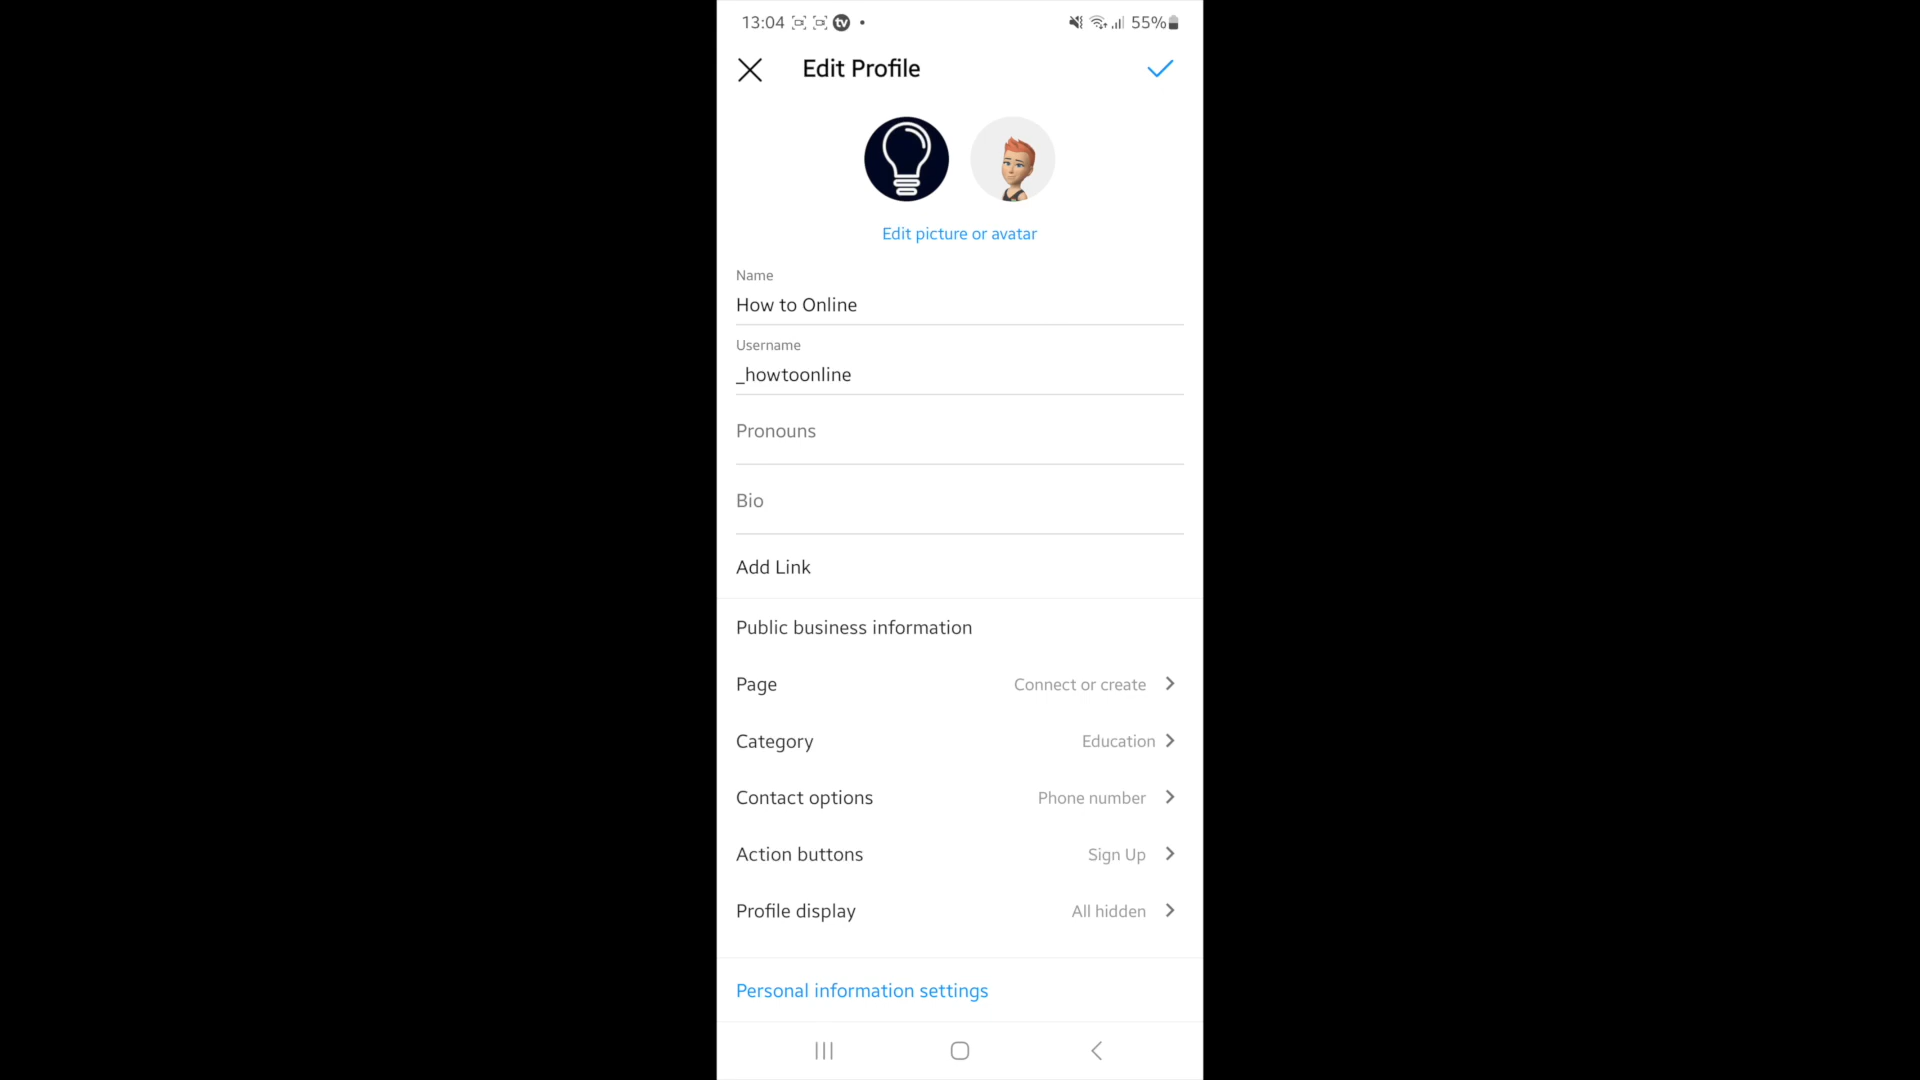 13:04 tv 55%
Edit Profile
Edit picture or avatar
Name
How to Online
Username
_howtoonline
Pronouns
Bio
Add Link
Public business information
Page Connect or create
Category Education
Contact options Phone number
Action buttons Sign Up
Profile display All hidden
Personal information settings